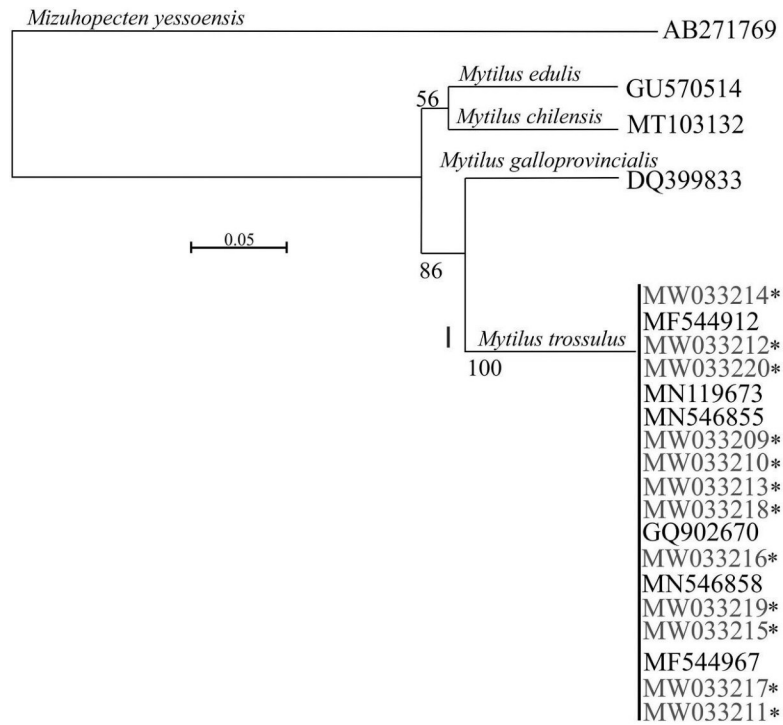 Mizuhopecten yessoensis
AB271769
Mytilus edulis
56
GU570514
Mytilus chilensis
MT103132
Mytilus galloprovincialis
DQ399833
0.05
86
MW033214*
MF544912
I
Mytilus trossulus
MW033212*
100
MW033220*
MN119673
MN546855
MW033209*
MW033210*
MW033213*
MW033218*
GQ902670
MW033216*
MN546858
MW033219*
MW033215*
MF544967
MW033217*
MW033211*